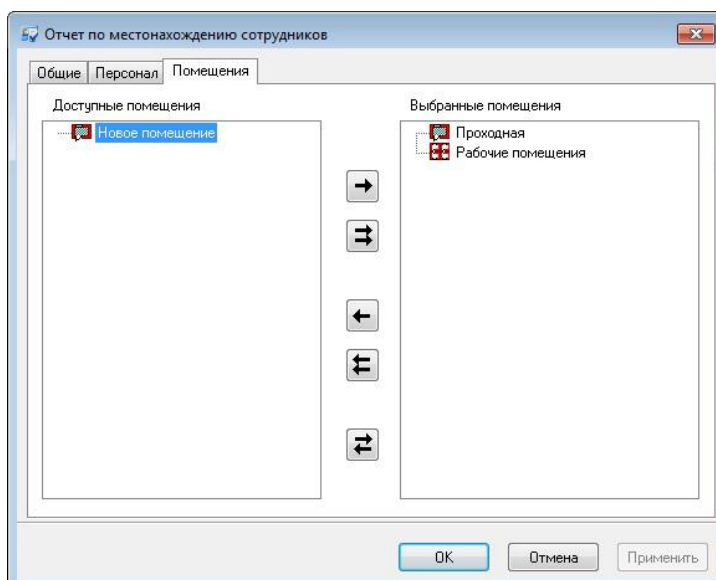 Отчет по местонахождению сотрудников
Общие Персонал Помещения
Доступные помещения
Выбранные помещения
Новое помещение
Проходная
Рабочие помещения
OK Отмена Применить